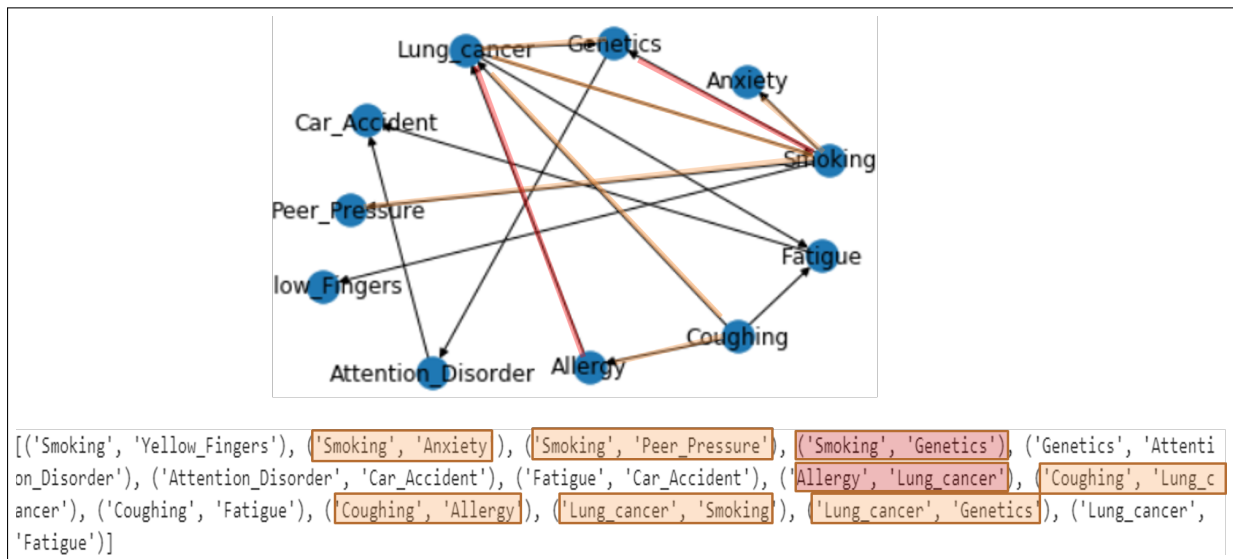 Lung_cancer
Genetics
Anxiety
Car_Accident
Smoking
Peer_Pressure
Fatigue
low_Fingers
Coughing
Attention_Disorder
Allergy
[('Smoking', 'Yellow_Fingers'), ('Smoking', 'Anxiety'), ('Smoking', 'Peer_Pressure'), ('Smoking', 'Genetics'), ('Genetics', 'Attenti
on_Disorder'), ('Attention_Disorder', 'Car_Accident'), ('Fatigue', 'Car_Accident'), ('Allergy', 'Lung_cancer'), ('Coughing', 'Lung_c
ancer'), ('Coughing', 'Fatigue'), ('Coughing', 'Allergy'), ('Lung_cancer', 'Smoking'), ('Lung_cancer', 'Genetics'), ('Lung_cancer',
'Fatigue')]